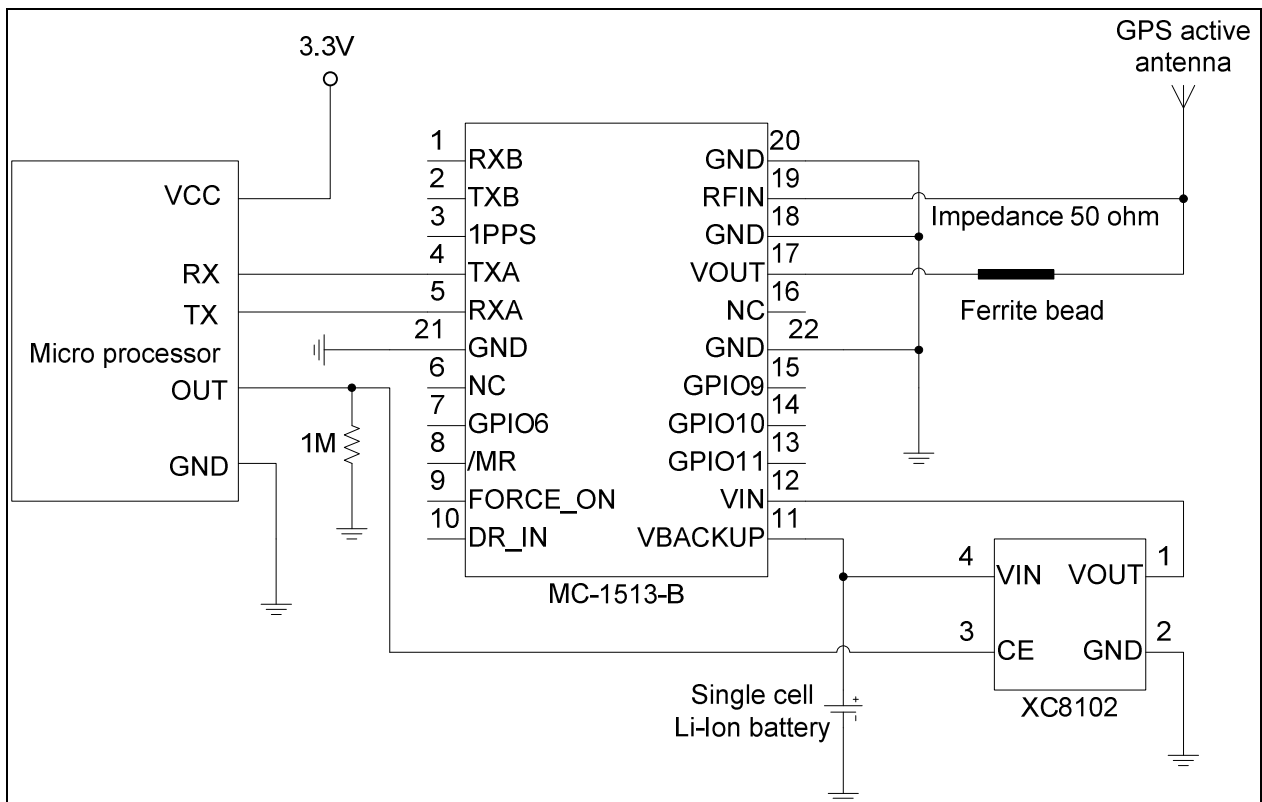 3.3V
GPS active
antenna
VCC
RX
TX
Micro processor
OUT
GND
1M
1
RXB
2
TXB
3
1PPS
4
TXA
5
RXA
21
GND
6
NC
7
GPIO6
8
/MR
9
FORCE_ON
10
DR_IN
20
GND
19
RFIN
18
GND
17
VOUT
16
NC
22
GND
15
GPIO9
14
GPIO10
13
GPIO11
12
VIN
11
VBACKUP
MC-1513-B
Impedance 50 ohm
Ferrite bead
4
VIN
3
CE
VOUT
1
GND
2
XC8102
Single cell
Li-Ion battery
+
-